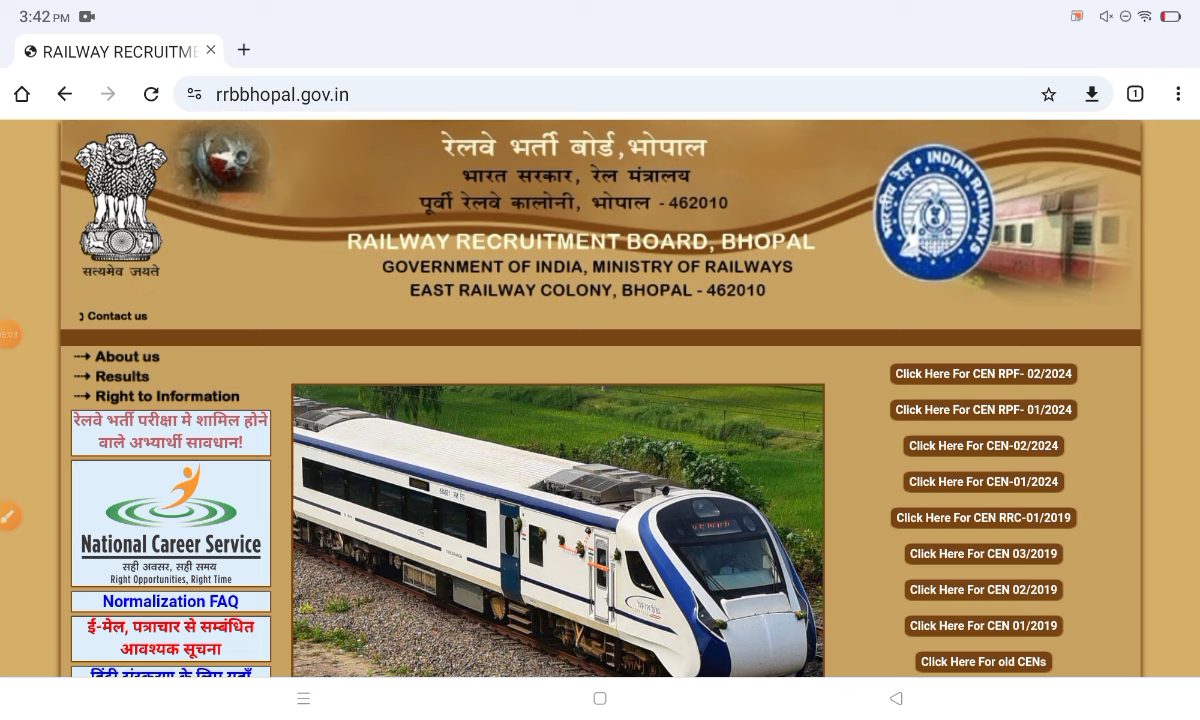 3:42 PM
RAILWAY RECRUITME
rrbbhopal.gov.in
1
रेलवे भर्ती बोर्ड,भोपाल
भारत सरकार, रेल मंत्रालय
पूर्वी रेलवे कालोनी, भोपाल - 462010
RAILWAY RECRUITMENT BOARD, BHOPAL
GOVERNMENT OF INDIA, MINISTRY OF RAILWAYS
EAST RAILWAY COLONY, BHOPAL - 462010
सत्यमेव जयते
भारतीय रेल
INDIAN RAILWAYS
Contact us
About us
Results
Right to Information
रेलवे भर्ती परीक्षा मे शामिल होने
वाले अभ्यार्थी सावधान!
National Career Service
सही अवसर, सही समय
Right Opportunities, Right Time
Normalization FAQ
ई-मेल, पत्राचार से सम्बंधित
आवश्यक सूचना
हिंदी संस्करण के लिए यहाँ
Click Here For CEN RPF- 02/2024
Click Here For CEN RPF- 01/2024
Click Here For CEN-02/2024
Click Here For CEN-01/2024
Click Here For CEN RRC-01/2019
Click Here For CEN 03/2019
Click Here For CEN 02/2019
Click Here For CEN 01/2019
Click Here For old CENs